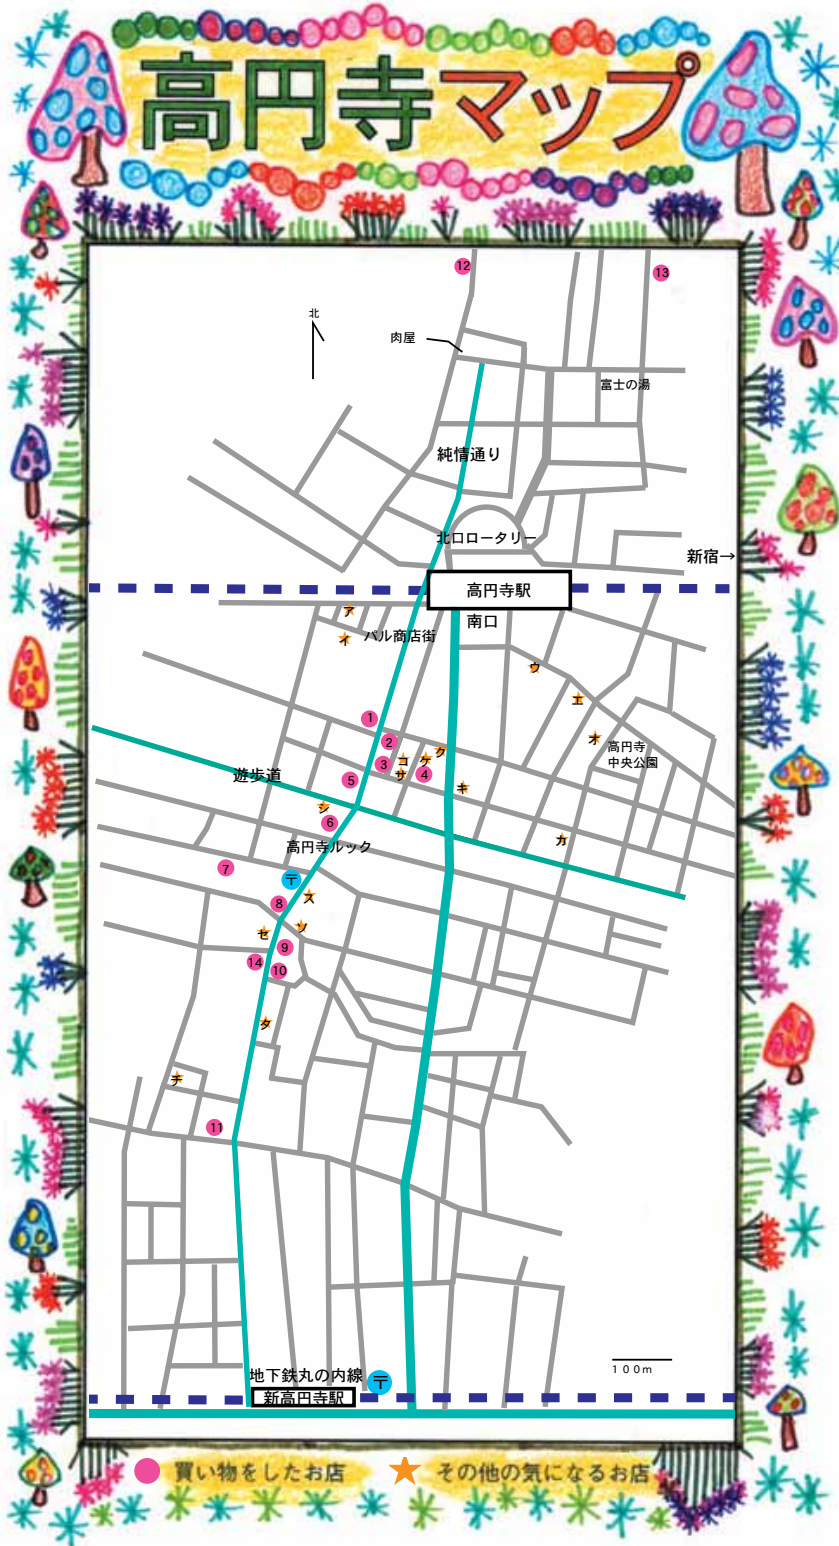 高円寺マップ
12
13
北
肉屋
富士の湯
純情通り
北口ロータリー
新宿→
高円寺駅
南口
ア
イ
パル商店街
ウ
エ
オ
高円寺
中央公園
1
2
3
コ
サ
ケ
ク
4
キ
5
遊歩道
シ
6
高円寺ルック
カ
7
〒
8
ス
ソ
セ
9
14
10
タ
チ
11
100m
地下鉄丸の内線
〒
新高円寺駅
買い物をしたお店
その他の気になるお店